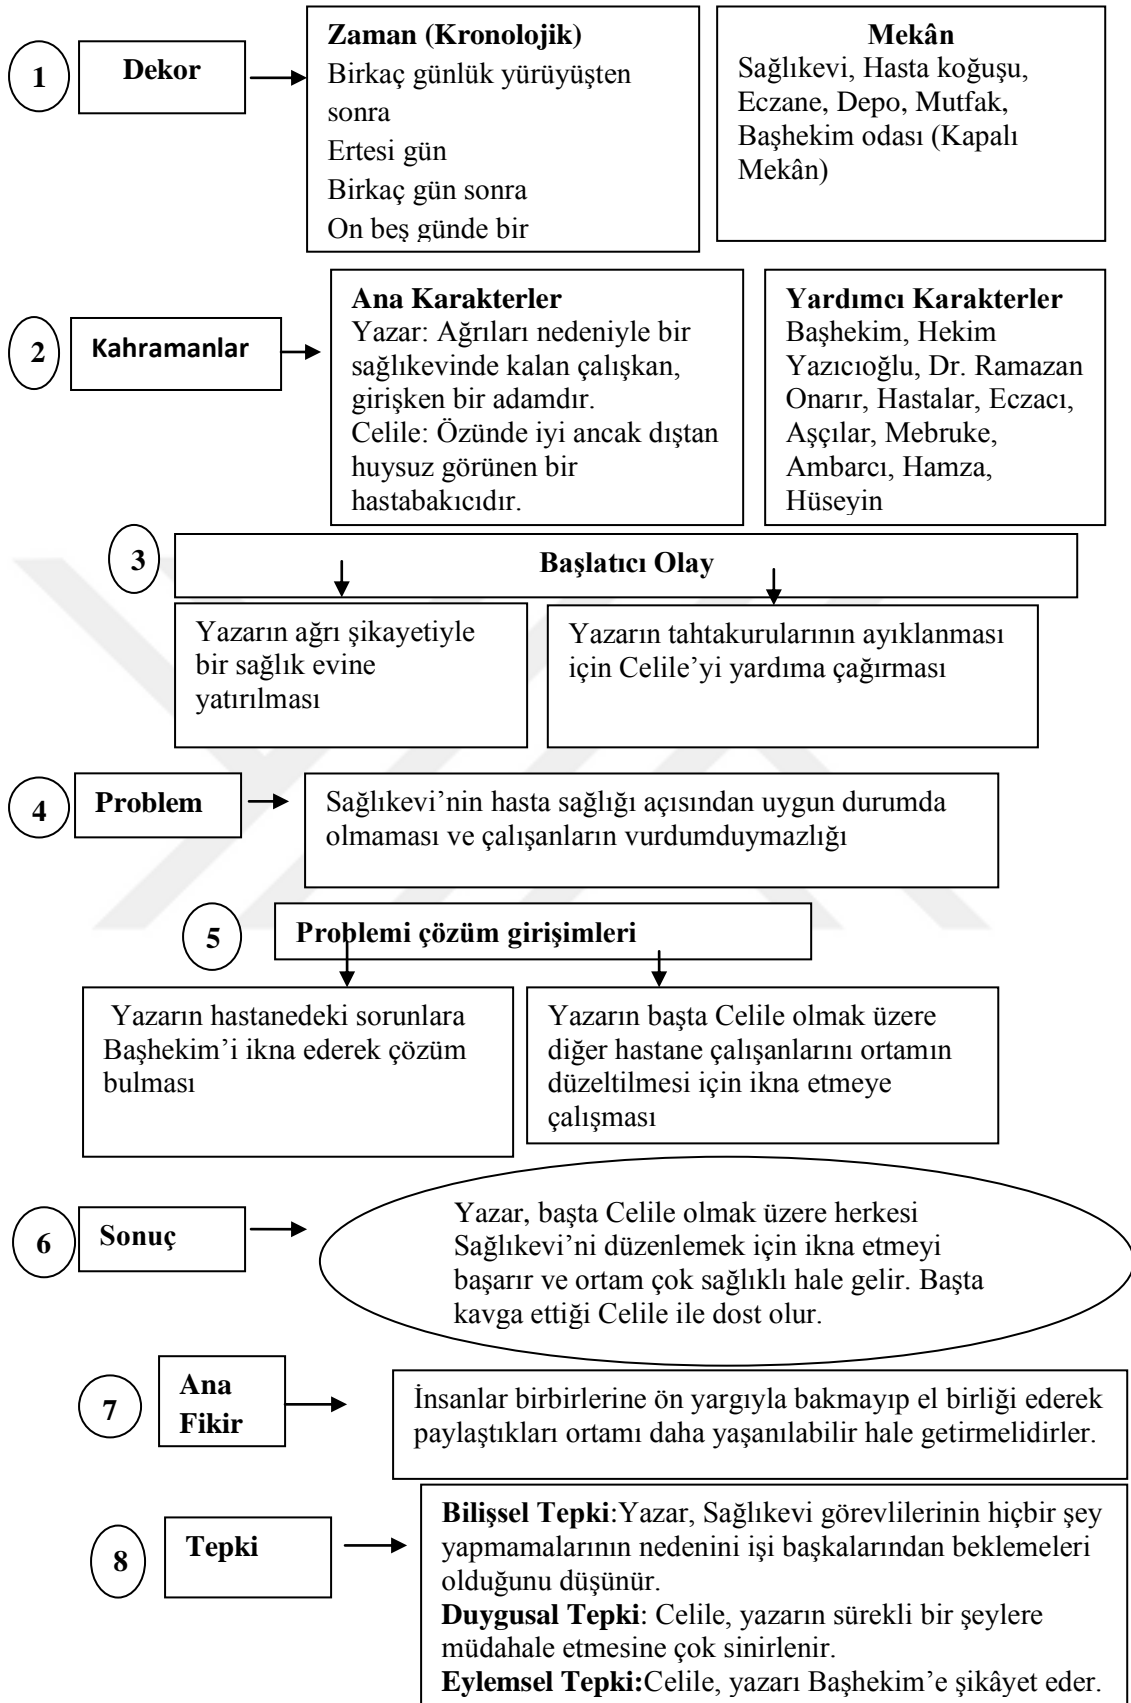 1
Dekor
Zaman (Kronolojik)
Birkaç günlük yürüyüşten
sonra
Ertesi gün
Birkaç gün sonra
On beş günde bir
Mekân
Sağlıkevi, Hasta koğuşu,
Eczane, Depo, Mutfak,
Başhekim odası (Kapalı
Mekân)
2
Kahramanlar
Ana Karakterler
Yazar: Ağrıları nedeniyle bir
sağlıkevinde kalan çalışkan,
girişken bir adamdır.
Celile: Özünde iyi ancak dıştan
huysuz görünen bir
hastabakıcıdır.
Yardımcı Karakterler
Başhekim, Hekim
Yazıcıoğlu, Dr. Ramazan
Onarır, Hastalar, Eczacı,
Aşçılar, Mebruke,
Ambarcı, Hamza,
Hüseyin
3
Başlatıcı Olay
Yazarın ağrı şikayetiyle
bir sağlık evine
yatırılması
Yazarın tahtakurularının ayıklanması
için Celile’yi yardıma çağırması
4
Problem
Sağlıkevi’nin hasta sağlığı açısından uygun durumda
olmaması ve çalışanların vurdumduymazlığı
5
Problemi çözüm girişimleri
Yazarın hastanedeki sorunlara
Başhekim’i ikna ederek çözüm
bulması
Yazarın başta Celile olmak üzere
diğer hastane çalışanlarını ortamın
düzeltilmesi için ikna etmeye
çalışması
6
Sonuç
Yazar, başta Celile olmak üzere herkesi
Sağlıkevi’ni düzenlemek için ikna etmeyi
başarır ve ortam çok sağlıklı hale gelir. Başta
kavga ettiği Celile ile dost olur.
7
Ana
Fikir
İnsanlar birbirlerine ön yargıyla bakmayıp el birliği ederek
paylaştıkları ortamı daha yaşanılabilir hale getirmelidirler.
8
Tepki
Bilişsel Tepki:Yazar, Sağlıkevi görevlilerinin hiçbir şey
yapmamalarının nedenini işi başkalarından beklemeleri
olduğunu düşünür.
Duygusal Tepki: Celile, yazarın sürekli bir şeylere
müdahale etmesine çok sinirlenir.
Eylemsel Tepki:Celile, yazarı Başhekim’e şikâyet eder.